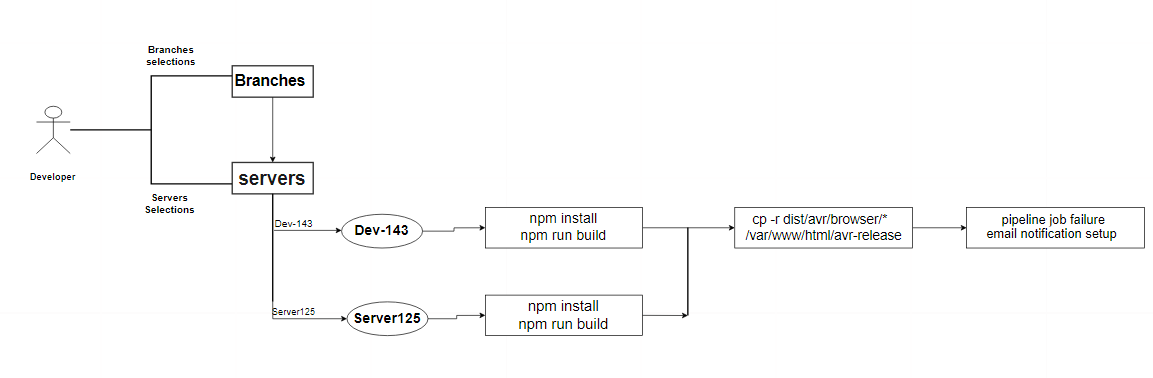 Branches
selections
Branches
Developer
servers
Servers
Selections
Dev-143
Dev-143
npm install
npm run build
cp -r dist/avr/browser/*
/var/www/html/avr-release
pipeline job failure
email notification setup
Server125
Server125
npm install
npm run build